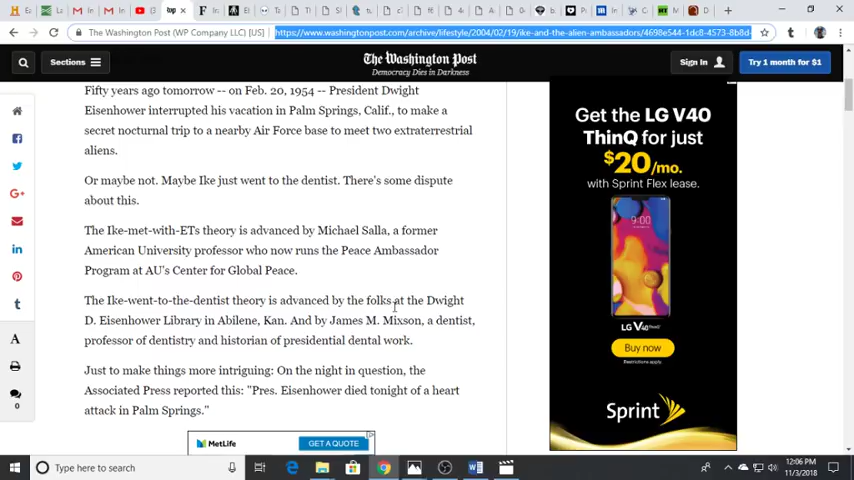 The Washington Post (WP Company LLC) [US]
https://www.washingtonpost.com/archive/lifestyle/2004/02/19/ike-and-the-alien-ambassadors/4698e544-1dc8-4573-8b8d-
Sections
The Washington Post
Democracy Dies in Darkness
Sign In
Try 1 month for $1
Fifty years ago tomorrow -- on Feb. 20, 1954 -- President Dwight
Eisenhower interrupted his vacation in Palm Springs, Calif., to make a
secret nocturnal trip to a nearby Air Force base to meet two extraterrestrial
aliens.
Or maybe not. Maybe Ike just went to the dentist. There's some dispute
about this.
The Ike-met-with-ETs theory is advanced by Michael Salla, a former
American University professor who now runs the Peace Ambassador
Program at AU's Center for Global Peace.
The Ike-went-to-the-dentist theory is advanced by the folks at the Dwight
D. Eisenhower Library in Abilene, Kan. And by James M. Mixson, a dentist,
professor of dentistry and historian of presidential dental work.
Just to make things more intriguing: On the night in question, the
Associated Press reported this: "Pres. Eisenhower died tonight of a heart
attack in Palm Springs."
MetLife
GET A QUOTE
Get the LG V40
ThinQ for just
$20/mo.
with Sprint Flex lease.
9:00
LG V40
Buy now
Restrictions apply.
Sprint
A
0
Type here to search
12:06 PM
11/3/2018